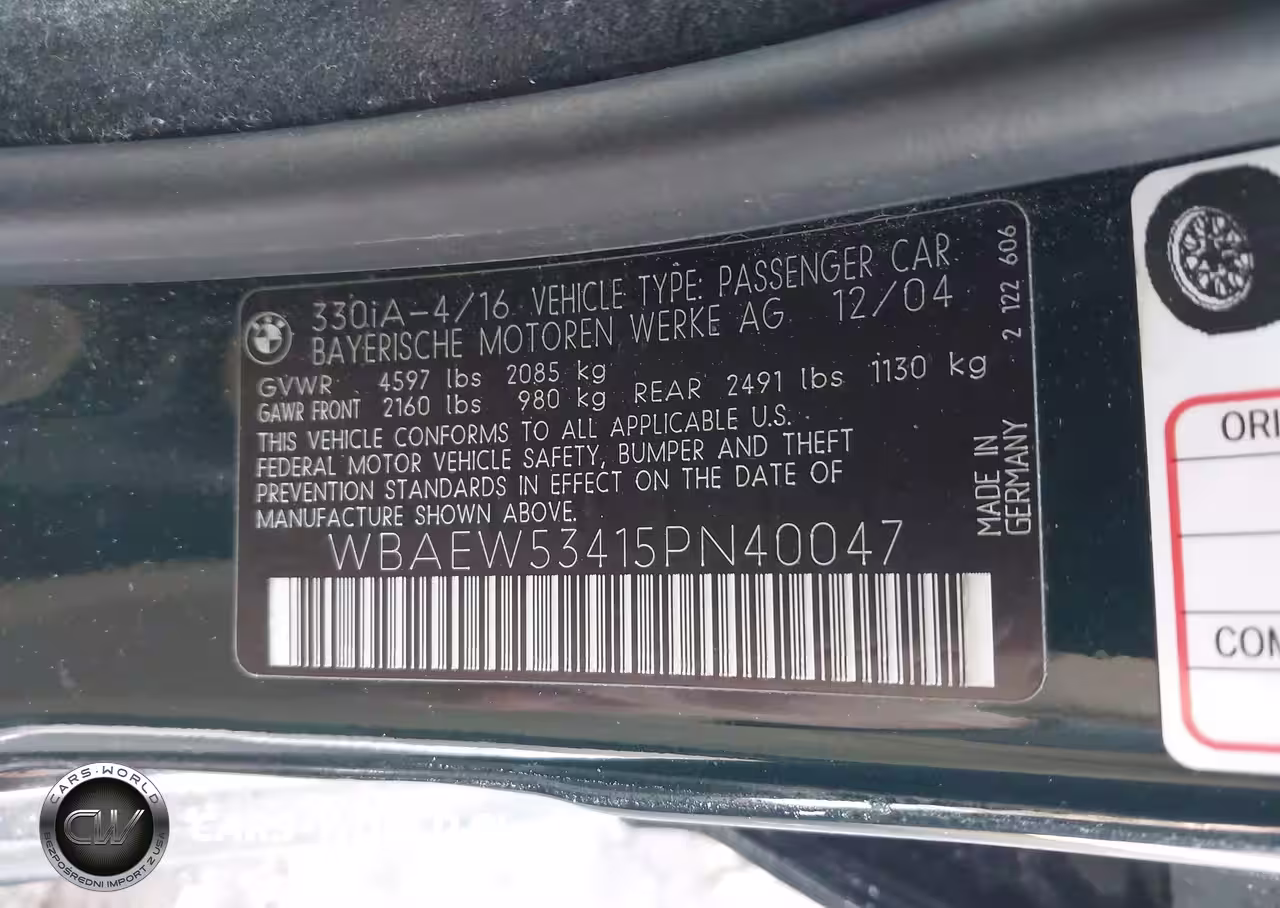 330iA-4/16 VEHICLE TYPE: PASSENGER CAR
BAYERISCHE MOTOREN WERKE AG 12/04
GVWR 4597 lbs 2085 kg
GAWR FRONT 2160 lbs 980 kg REAR 2491 lbs 1130 kg
THIS VEHICLE CONFORMS TO ALL APPLICABLE U.S.
FEDERAL MOTOR VEHICLE SAFETY, BUMPER AND THEFT
PREVENTION STANDARDS IN EFFECT ON THE DATE OF
MANUFACTURE SHOWN ABOVE.
WBAEW53415PN40047
2 122 606
MADE IN
GERMANY
ORI
COM
CARS·WORLD
CW
BEZPOŚREDNI IMPORT Z USA